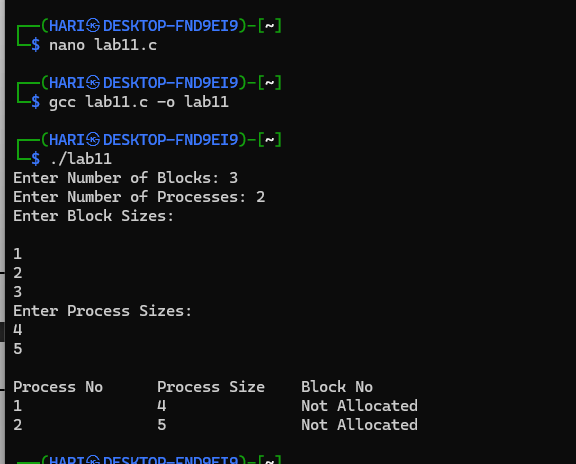 ┌──(HARI㉿DESKTOP-FND9EI9)-[~]
└─$ nano lab11.c
┌──(HARI㉿DESKTOP-FND9EI9)-[~]
└─$ gcc lab11.c -o lab11
┌──(HARI㉿DESKTOP-FND9EI9)-[~]
└─$ ./lab11
Enter Number of Blocks: 3
Enter Number of Processes: 2
Enter Block Sizes:
1
2
3
Enter Process Sizes:
4
5
Process No      Process Size    Block No
1               4               Not Allocated
2               5               Not Allocated
┌──(HARI㉿DESKTOP-FND9EI9)-[~]